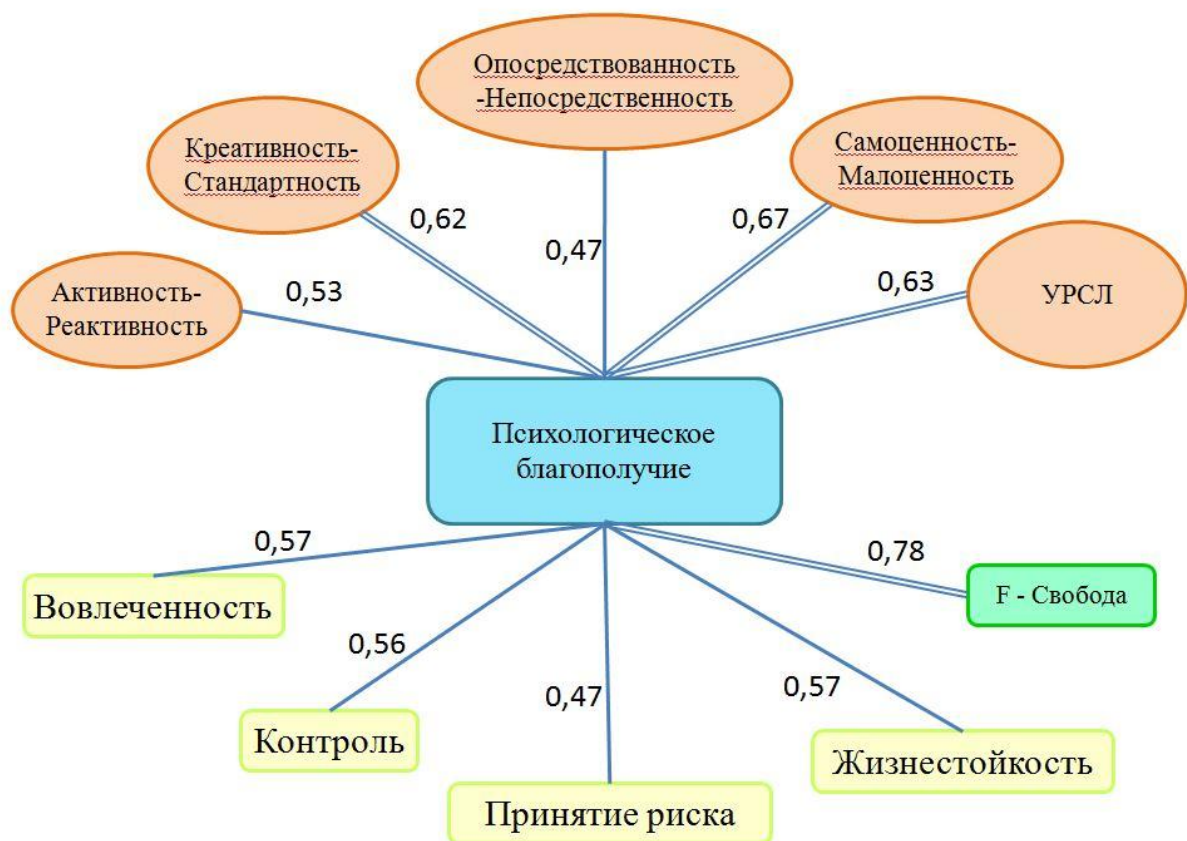 Опосредствованность
-Непосредственность
Креативность-
Стандартность
Самоценность-
Малоценность
0,62
0,47
0,67
Активность-
Реактивность
0,53
0,63
УРСЛ
Психологическое
благополучие
0,57
0,78
Вовлеченность
F - Свобода
0,56
0,47
0,57
Контроль
Жизнестойкость
Принятие риска